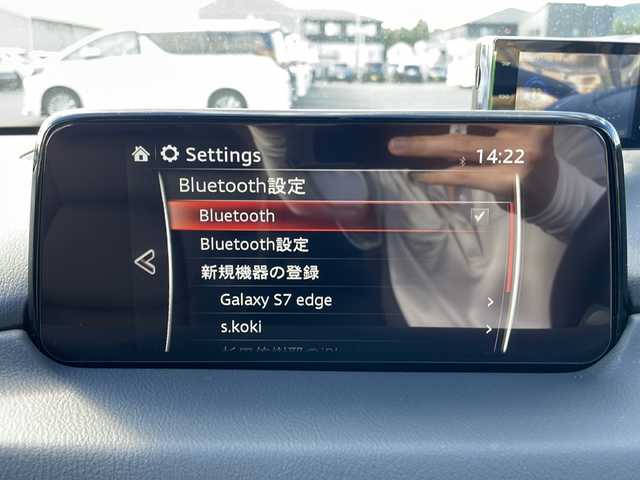 Settings
14:22
Bluetooth設定
Bluetooth
Bluetooth設定
新規機器の登録
Galaxy S7 edge
s.koki